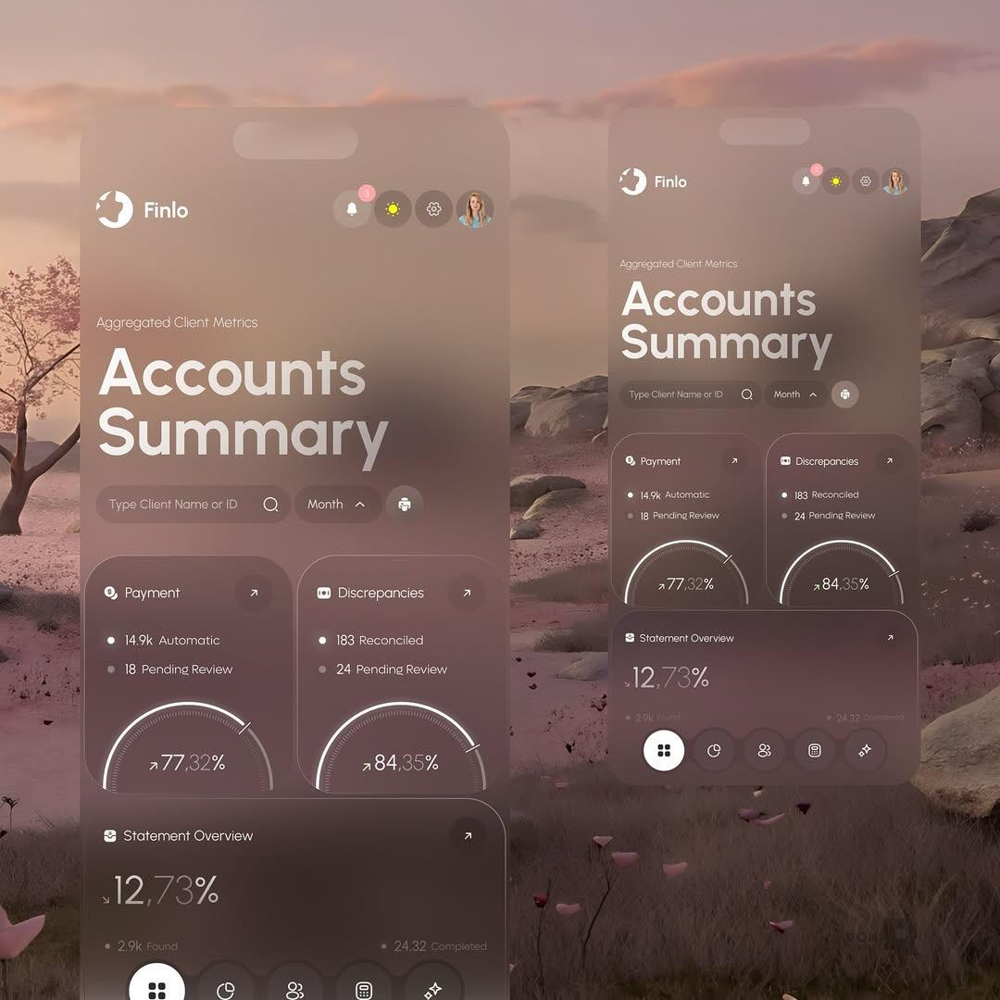 Finlo
3
Aggregated Client Metrics
Accounts
Summary
Type Client Name or ID
Month
Payment
14.9k Automatic
18 Pending Review
77,32%
Discrepancies
183 Reconciled
24 Pending Review
84,35%
Statement Overview
12,73%
2.9k Found
24.32 Completed
Finlo
Aggregated Client Metrics
Accounts
Summary
Type Client Name or ID
Month
Payment
14.9k Automatic
18 Pending Review
77,32%
Discrepancies
183 Reconciled
24 Pending Review
84,35%
Statement Overview
12,73%
2.9k Found
24.32 Completed